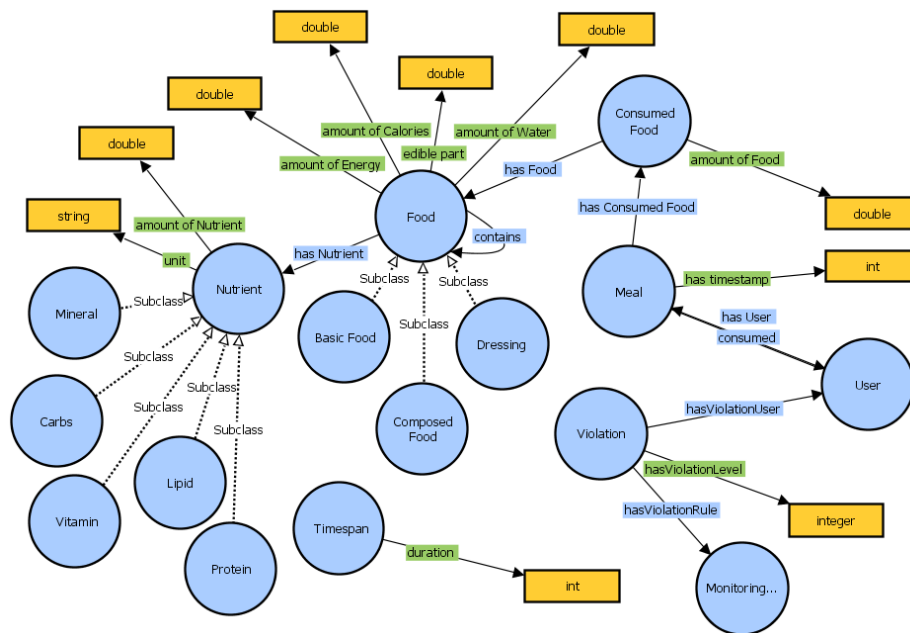 double
double
double
double
double
Consumed
Food
amount of Calories
amount of Water
edible part
amount of Food
amount of Energy
has Food
string
amount of Nutrient
has Consumed Food
double
Food
contains
unit
has Nutrient
int
has timestamp
Subclass
Nutrient
Meal
Mineral
Subclass
has User
Subclass
Basic Food
consumed
Dressing
Subclass
User
Subclass
Subclass
hasViolationUser
Carbs
Composed
Food
Violation
Subclass
hasViolationLevel
Lipid
hasViolationRule
Vitamin
Timespan
integer
duration
Protein
int
Monitoring...